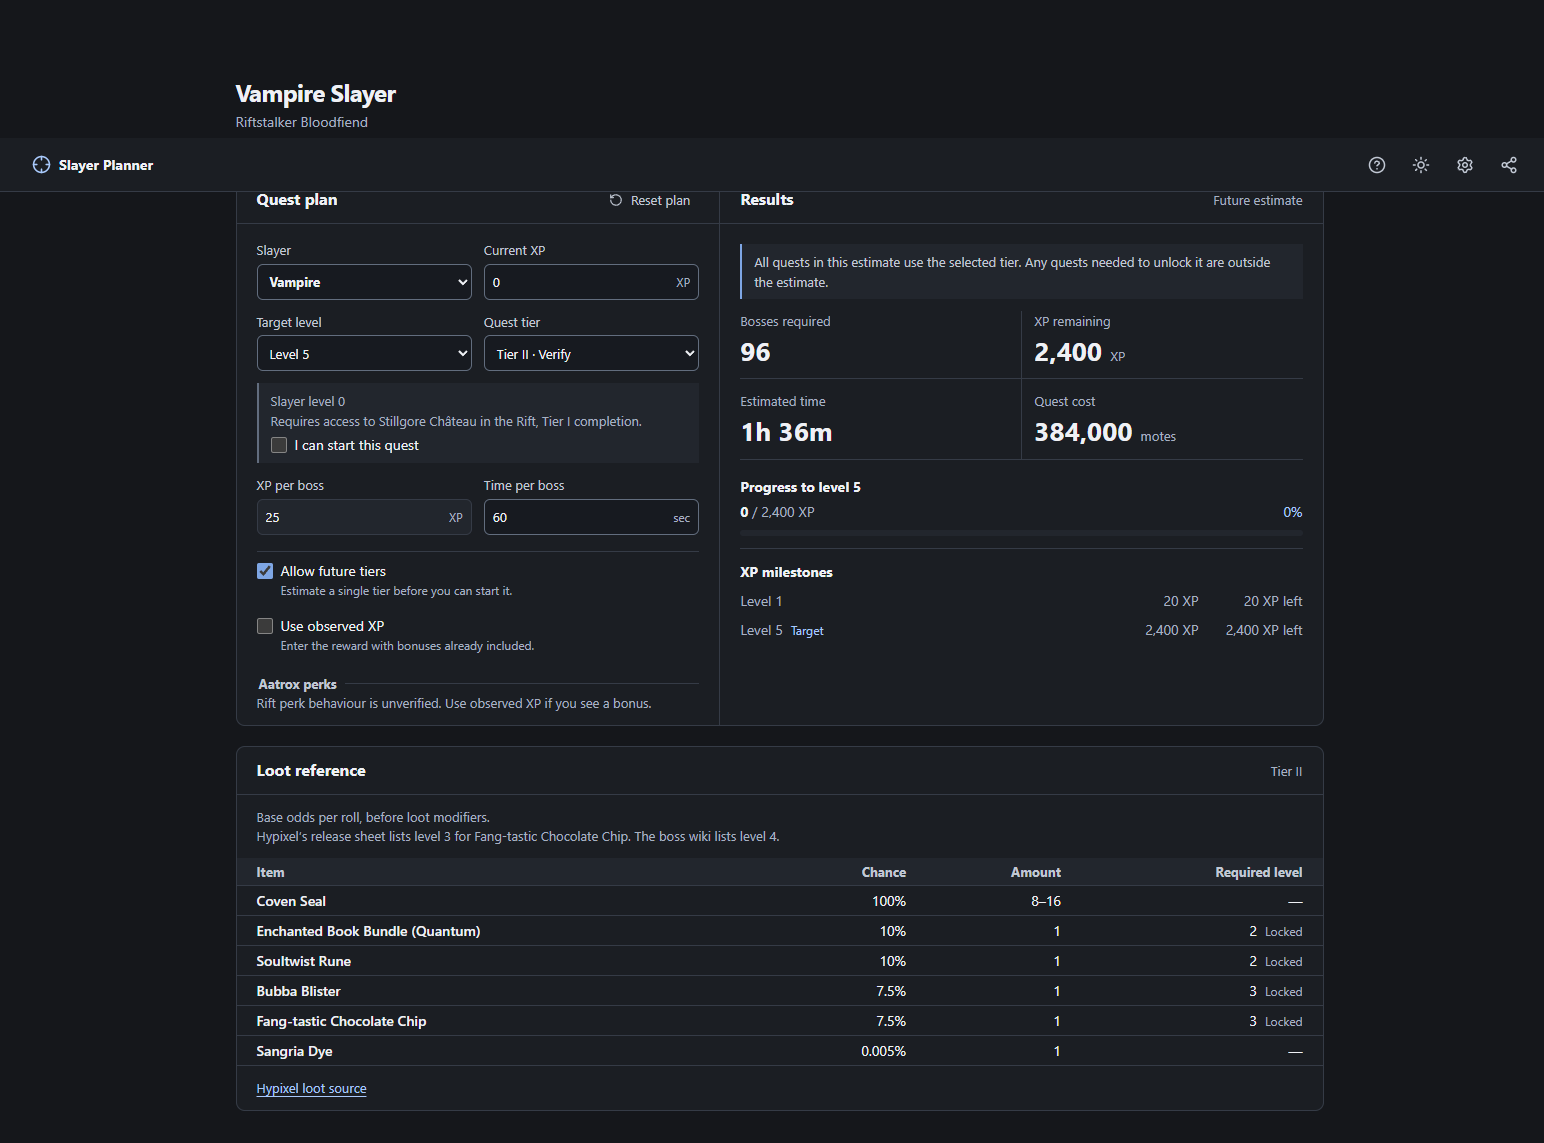 Vampire Slayer
Riftstalker Bloodfiend
Slayer Planner
Quest plan
Reset plan
Slayer
Current XP
Vampire
0 XP
Target level
Quest tier
Level 5
Tier II · Verify
Slayer level 0
Requires access to Stillgore Château in the Rift, Tier I completion.
I can start this quest
XP per boss
Time per boss
25 XP
60 sec
Allow future tiers
Estimate a single tier before you can start it.
Use observed XP
Enter the reward with bonuses already included.
Aatrox perks
Rift perk behaviour is unverified. Use observed XP if you see a bonus.
Results
Future estimate
All quests in this estimate use the selected tier. Any quests needed to unlock it are outside
the estimate.
Bosses required
96
XP remaining
2,400 XP
Estimated time
1h 36m
Quest cost
384,000 motes
Progress to level 5
0 / 2,400 XP 0%
XP milestones
Level 1 20 XP 20 XP left
Level 5 Target 2,400 XP 2,400 XP left
Loot reference
Tier II
Base odds per roll, before loot modifiers.
Hypixel's release sheet lists level 3 for Fang-tastic Chocolate Chip. The boss wiki lists level 4.
Item Chance Amount Required level
Coven Seal 100% 8–16 —
Enchanted Book Bundle (Quantum) 10% 1 2 Locked
Soultwist Rune 10% 1 2 Locked
Bubba Blister 7.5% 1 3 Locked
Fang-tastic Chocolate Chip 7.5% 1 3 Locked
Sangria Dye 0.005% 1 —
Hypixel loot source